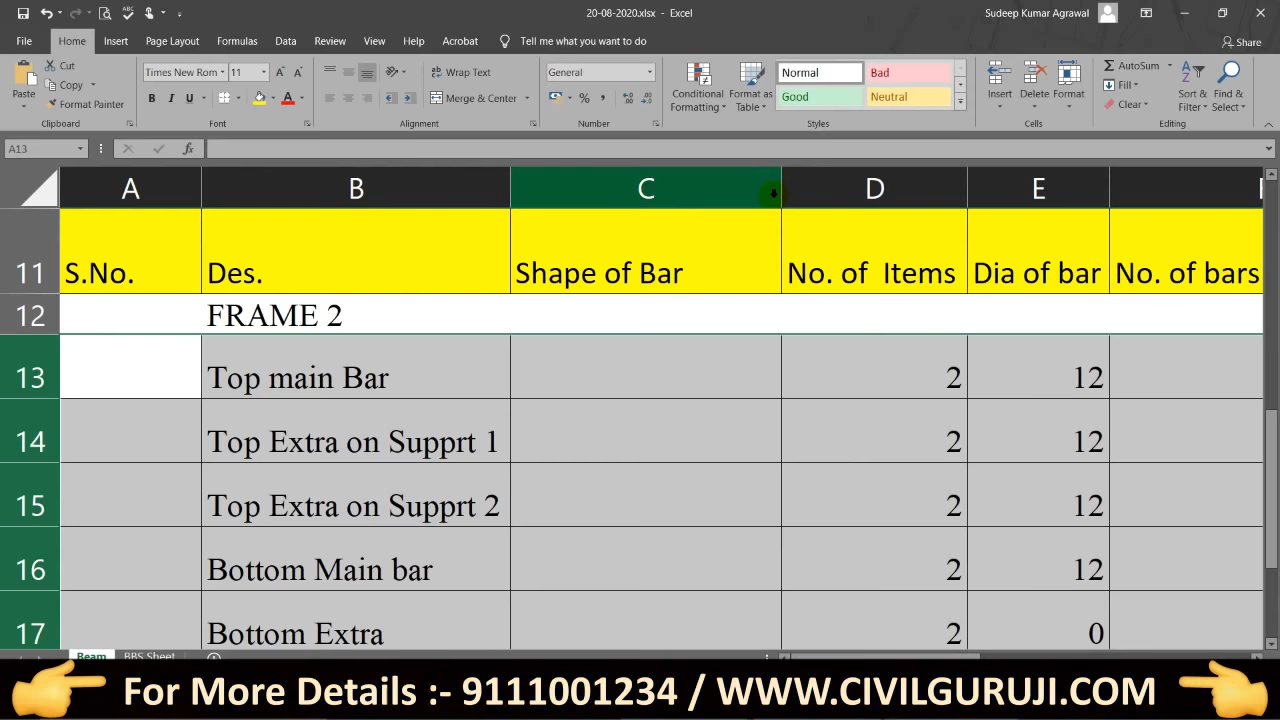 20-08-2020.xlsx - Excel
Sudeep Kumar Agrawal
File Home Insert Page Layout Formulas Data Review View Help Acrobat Tell me what you want to do Share
Paste
Cut
Copy
Format Painter
Clipboard
Times New Rom 11
B I U
Font
Wrap Text
Merge & Center
Alignment
General
Number
Conditional Formatting
Format as Table
Normal Bad
Good Neutral
Styles
Insert Delete Format
Cells
AutoSum
Fill
Clear
Sort & Filter
Find & Select
Editing
A13 fx
A B C D E
11 S.No. Des. Shape of Bar No. of Items Dia of bar No. of bars
12 FRAME 2
13 Top main Bar 2 12
14 Top Extra on Supprt 1 2 12
15 Top Extra on Supprt 2 2 12
16 Bottom Main bar 2 12
17 Bottom Extra 2 0
Beam BBS Sheet
For More Details :- 9111001234 / WWW.CIVILGURUJI.COM